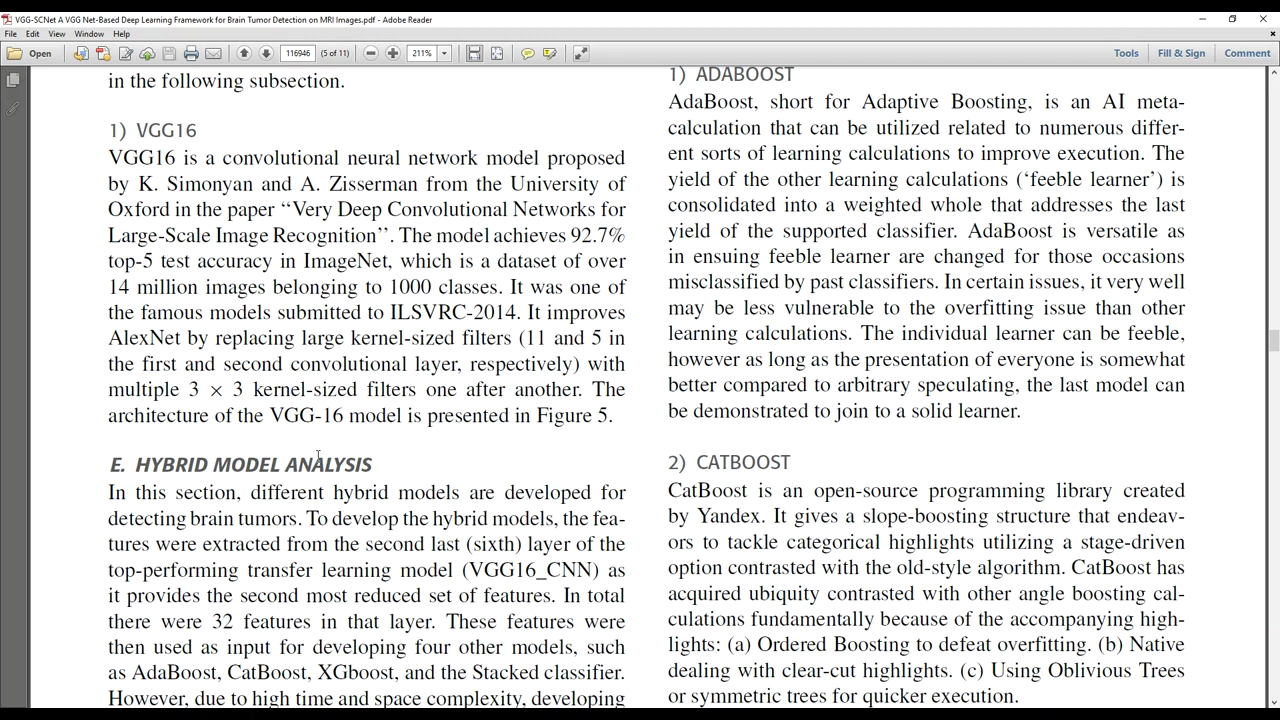 VGG-SCNet A VGG Net-Based Deep Learning Framework for Brain Tumor Detection on MRI Images.pdf - Adobe Reader
File Edit View Window Help
Open 116946 (5 of 11) 211% Tools Fill & Sign Comment
in the following subsection.
1) VGG16
VGG16 is a convolutional neural network model proposed
by K. Simonyan and A. Zisserman from the University of
Oxford in the paper ‘‘Very Deep Convolutional Networks for
Large-Scale Image Recognition’’. The model achieves 92.7%
top-5 test accuracy in ImageNet, which is a dataset of over
14 million images belonging to 1000 classes. It was one of
the famous models submitted to ILSVRC-2014. It improves
AlexNet by replacing large kernel-sized filters (11 and 5 in
the first and second convolutional layer, respectively) with
multiple 3 × 3 kernel-sized filters one after another. The
architecture of the VGG-16 model is presented in Figure 5.
E. HYBRID MODEL ANALYSIS
In this section, different hybrid models are developed for
detecting brain tumors. To develop the hybrid models, the fea-
tures were extracted from the second last (sixth) layer of the
top-performing transfer learning model (VGG16_CNN) as
it provides the second most reduced set of features. In total
there were 32 features in that layer. These features were
then used as input for developing four other models, such
as AdaBoost, CatBoost, XGboost, and the Stacked classifier.
However, due to high time and space complexity, developing
1) ADABOOST
AdaBoost, short for Adaptive Boosting, is an AI meta-
calculation that can be utilized related to numerous differ-
ent sorts of learning calculations to improve execution. The
yield of the other learning calculations (‘feeble learner’) is
consolidated into a weighted whole that addresses the last
yield of the supported classifier. AdaBoost is versatile as
in ensuing feeble learner are changed for those occasions
misclassified by past classifiers. In certain issues, it very well
may be less vulnerable to the overfitting issue than other
learning calculations. The individual learner can be feeble,
however as long as the presentation of everyone is somewhat
better compared to arbitrary speculating, the last model can
be demonstrated to join to a solid learner.
2) CATBOOST
CatBoost is an open-source programming library created
by Yandex. It gives a slope-boosting structure that endeav-
ors to tackle categorical highlights utilizing a stage-driven
option contrasted with the old-style algorithm. CatBoost has
acquired ubiquity contrasted with other angle boosting cal-
culations fundamentally because of the accompanying high-
lights: (a) Ordered Boosting to defeat overfitting. (b) Native
dealing with clear-cut highlights. (c) Using Oblivious Trees
or symmetric trees for quicker execution.